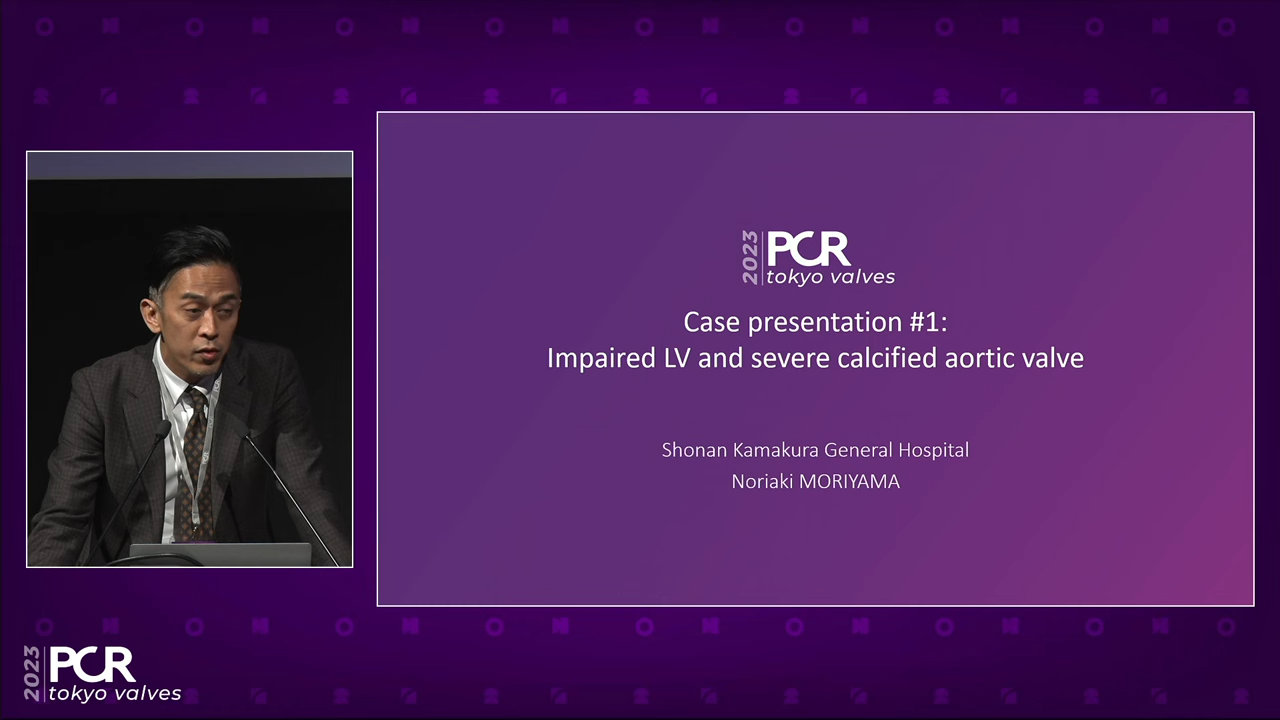 2023 PCR
tokyo valves
Case presentation #1:
Impaired LV and severe calcified aortic valve
Shonan Kamakura General Hospital
Noriaki MORIYAMA
2023 PCR
tokyo valves